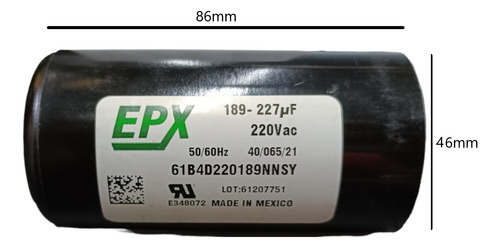 86mm
EPX
189- 227µF
220Vac
50/60Hz 40/065/21
61B4D220189NNSY
LOT:61207751
E348072 MADE IN MEXICO
46mm